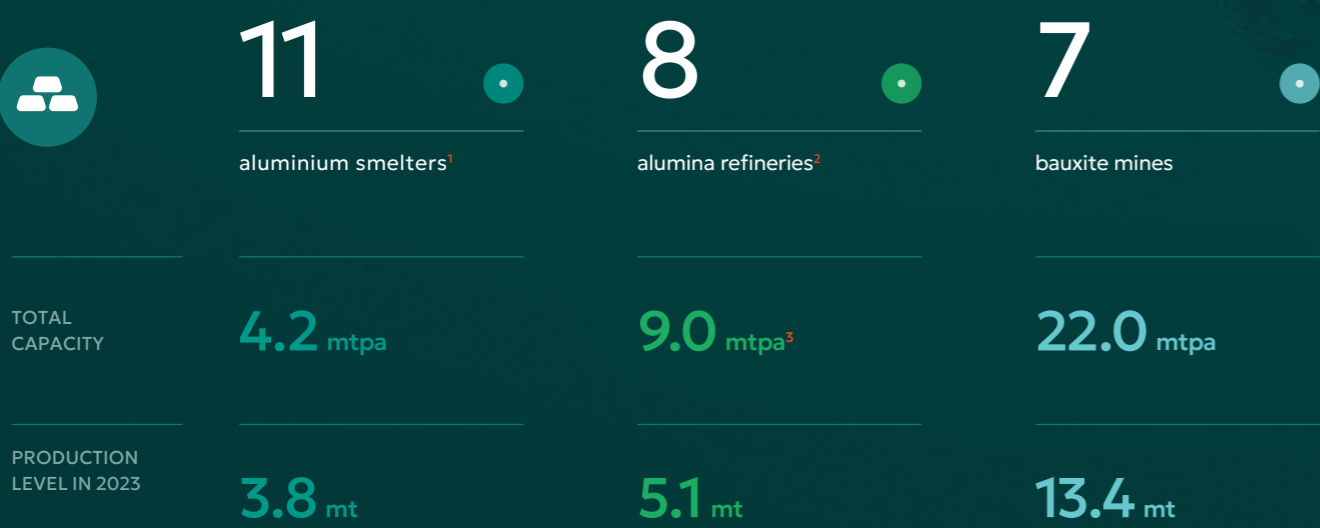 11
8
7
aluminium smelters¹
alumina refineries²
bauxite mines
TOTAL
CAPACITY
4.2 mtpa
9.0 mtpa³
22.0 mtpa
PRODUCTION
LEVEL IN 2023
3.8 mt
5.1 mt
13.4 mt